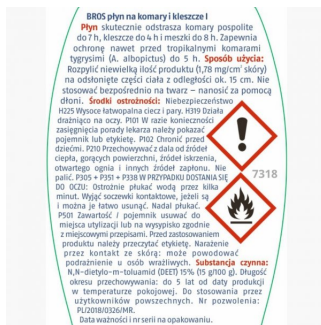 BROS płyn na komary i kleszcze I
Płyn skutecznie odstrasza komary pospolite
do 7 h, kleszcze do 4 h i meszki do 8 h. Zapewnia
ochronę nawet przed tropikalnymi komarami
tygrysimi (A. albopictus) do 5 h. Sposób użycia:
Rozpylić niewielką ilość produktu (1,78 mg/cm² skóry)
na odsłonięte części ciała z odległości ok. 15 cm. Nie
stosować bezpośrednio na twarz – nanosić za pomocą
dłoni. Środki ostrożności: Niebezpieczeństwo
H225 Wysoce łatwopalna ciecz i pary. H319 Działa
drażniąco na oczy. P101 W razie konieczności
zasięgnięcia porady lekarza należy pokazać
pojemnik lub etykietę. P102 Chronić przed
dziećmi. P210 Przechowywać z dala od źródeł
ciepła, gorących powierzchni, źródeł iskrzenia,
otwartego ognia i innych źródeł zapłonu. Nie
palić. P305 + P351 + P338 W PRZYPADKU DOSTANIA SIĘ
DO OCZU: Ostrożnie płukać wodą przez kilka
minut. Wyjąć soczewki kontaktowe, jeżeli są
i można je łatwo usunąć. Nadal płukać.
P501 Zawartość / pojemnik usuwać do
miejsca utylizacji lub na wysypisko zgodnie
z miejscowymi przepisami. Przed zastosowaniem
produktu należy przeczytać etykietę. Narażenie
przez kontakt ze skórą: może powodować
podrażnienie u osób wrażliwych. Substancja czynna:
N,N-dietylo-m-toluamid (DEET) 15% (15 g/100 g). Długość
okresu przechowywania: do 5 lat od daty produkcji
w temperaturze pokojowej. Do stosowania przez
użytkowników powszechnych. Nr pozwolenia:
PL/2018/0326/MR.
Data ważności i nr serii na opakowaniu.
7318